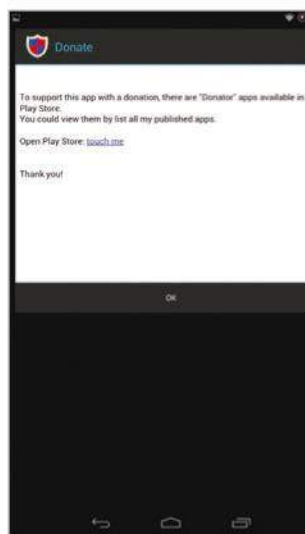 Donate
To support this app with a donation, there are "Donator" apps available in
Play Store.
You could view them by list all my published apps.
Open Play Store: touch me
Thank you!
OK